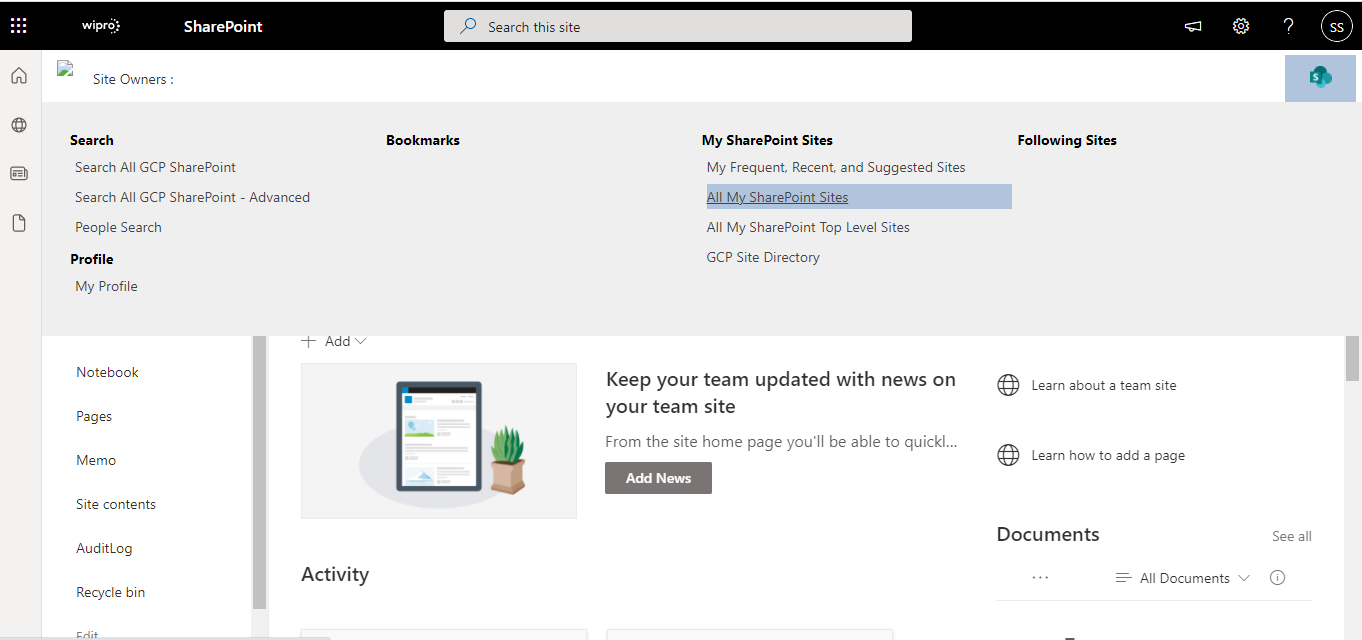 wipro
SharePoint
Search this site
?
SS
Site Owners :
S
Search
Search All GCP SharePoint
Search All GCP SharePoint - Advanced
People Search
Profile
My Profile
Bookmarks
My SharePoint Sites
My Frequent, Recent, and Suggested Sites
All My SharePoint Sites
All My SharePoint Top Level Sites
GCP Site Directory
Following Sites
Notebook
Pages
Memo
Site contents
AuditLog
Recycle bin
Edit
+ Add
Keep your team updated with news on
your team site
From the site home page you'll be able to quickl...
Add News
Activity
Learn about a team site
Learn how to add a page
Documents
See all
...
All Documents